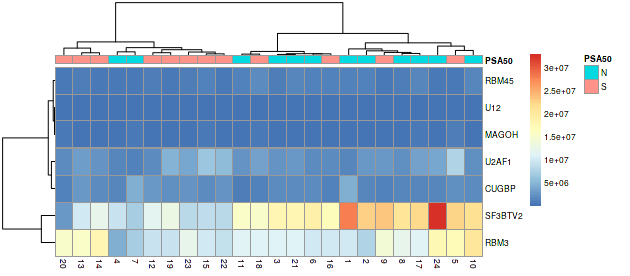 PSA50
RBM45
U12
MAGOH
U2AF1
CUGBP
SF3BTV2
RBM3
20 13 14 4 7 12 19 23 15 22 11 18 3 21 6 16 1 2 9 8 17 24 5 10
3e+07
2.5e+07
2e+07
1.5e+07
1e+07
5e+06
PSA50
N
S